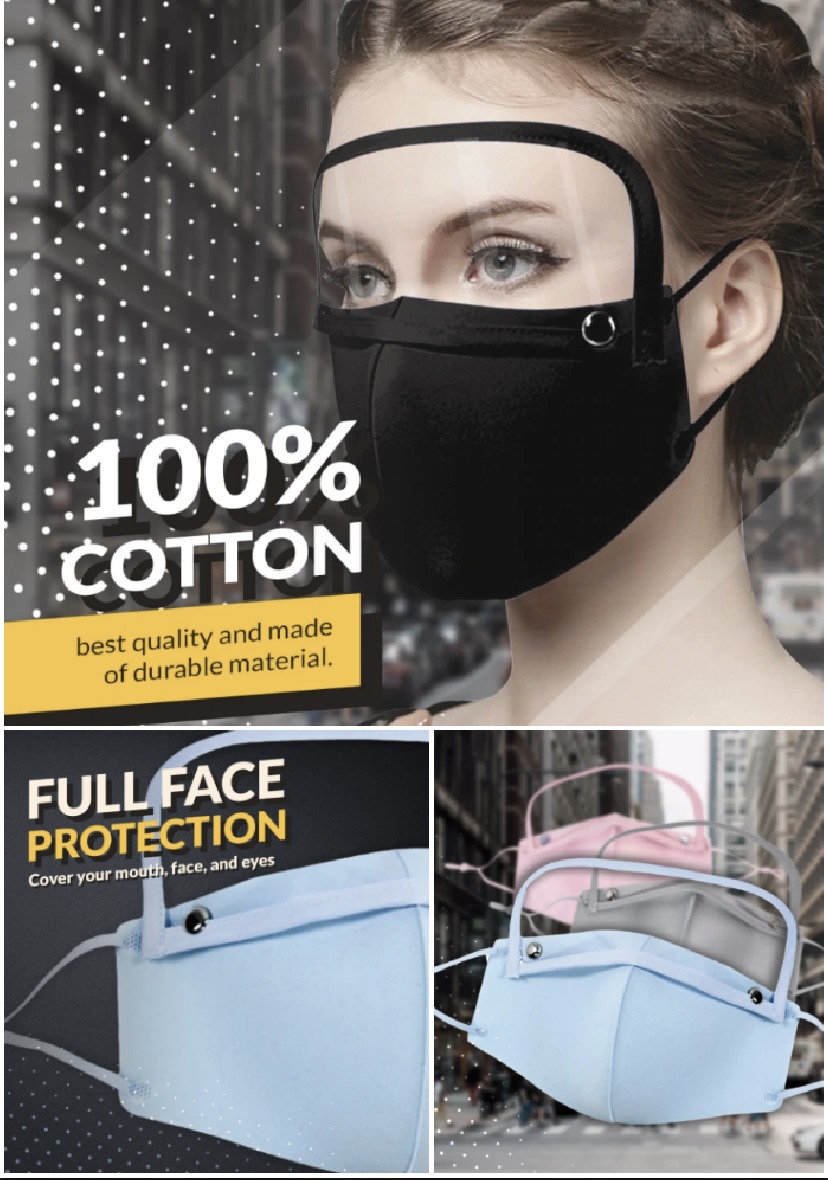 100%
COTTON
best quality and made
of durable material.
FULL FACE
PROTECTION
Cover your mouth, face, and eyes